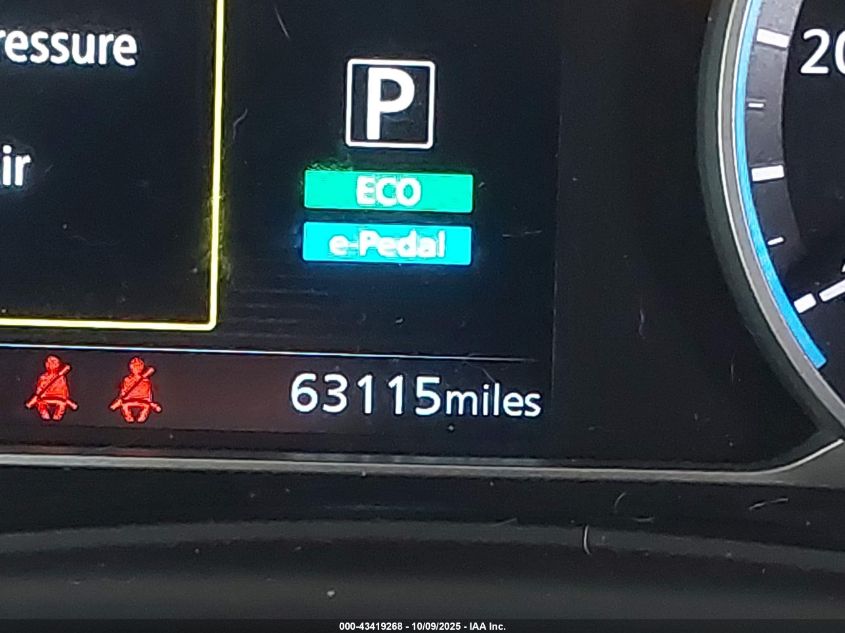 ressure
P
20
ir
ECO
e-Pedal
63115miles
000-43419268 - 10/09/2025 - IAA Inc.